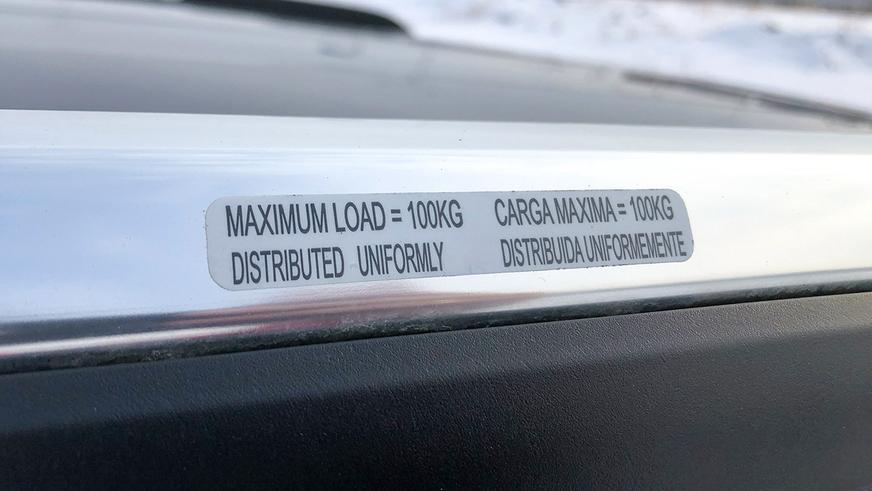 MAXIMUM LOAD = 100KG
DISTRIBUTED UNIFORMLY
CARGA MAXIMA = 100KG
DISTRIBUIDA UNIFORMEMENTE